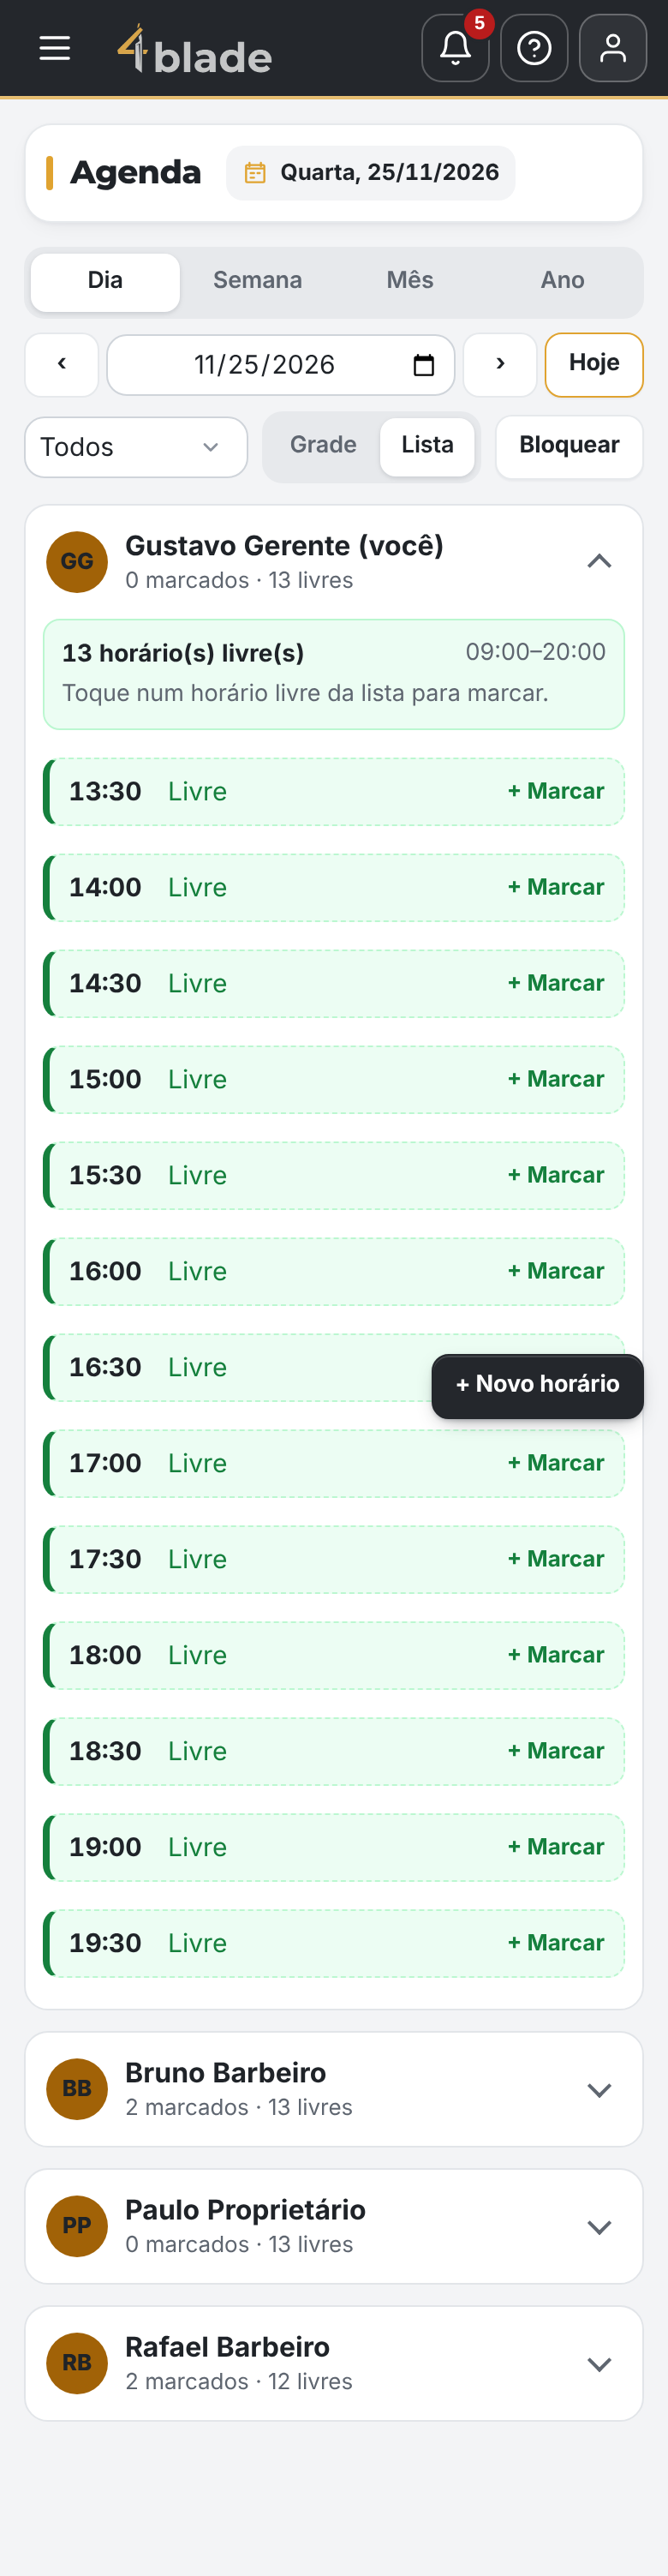 4blade
5
Agenda
Quarta, 25/11/2026
Dia Semana Mês Ano
‹ 11/25/2026 › Hoje
Todos Grade Lista Bloquear
GG Gustavo Gerente (você)
0 marcados · 13 livres
13 horário(s) livre(s) 09:00–20:00
Toque num horário livre da lista para marcar.
13:30 Livre + Marcar
14:00 Livre + Marcar
14:30 Livre + Marcar
15:00 Livre + Marcar
15:30 Livre + Marcar
16:00 Livre + Marcar
16:30 Livre
+ Novo horário
17:00 Livre + Marcar
17:30 Livre + Marcar
18:00 Livre + Marcar
18:30 Livre + Marcar
19:00 Livre + Marcar
19:30 Livre + Marcar
BB Bruno Barbeiro
2 marcados · 13 livres
PP Paulo Proprietário
0 marcados · 13 livres
RB Rafael Barbeiro
2 marcados · 12 livres